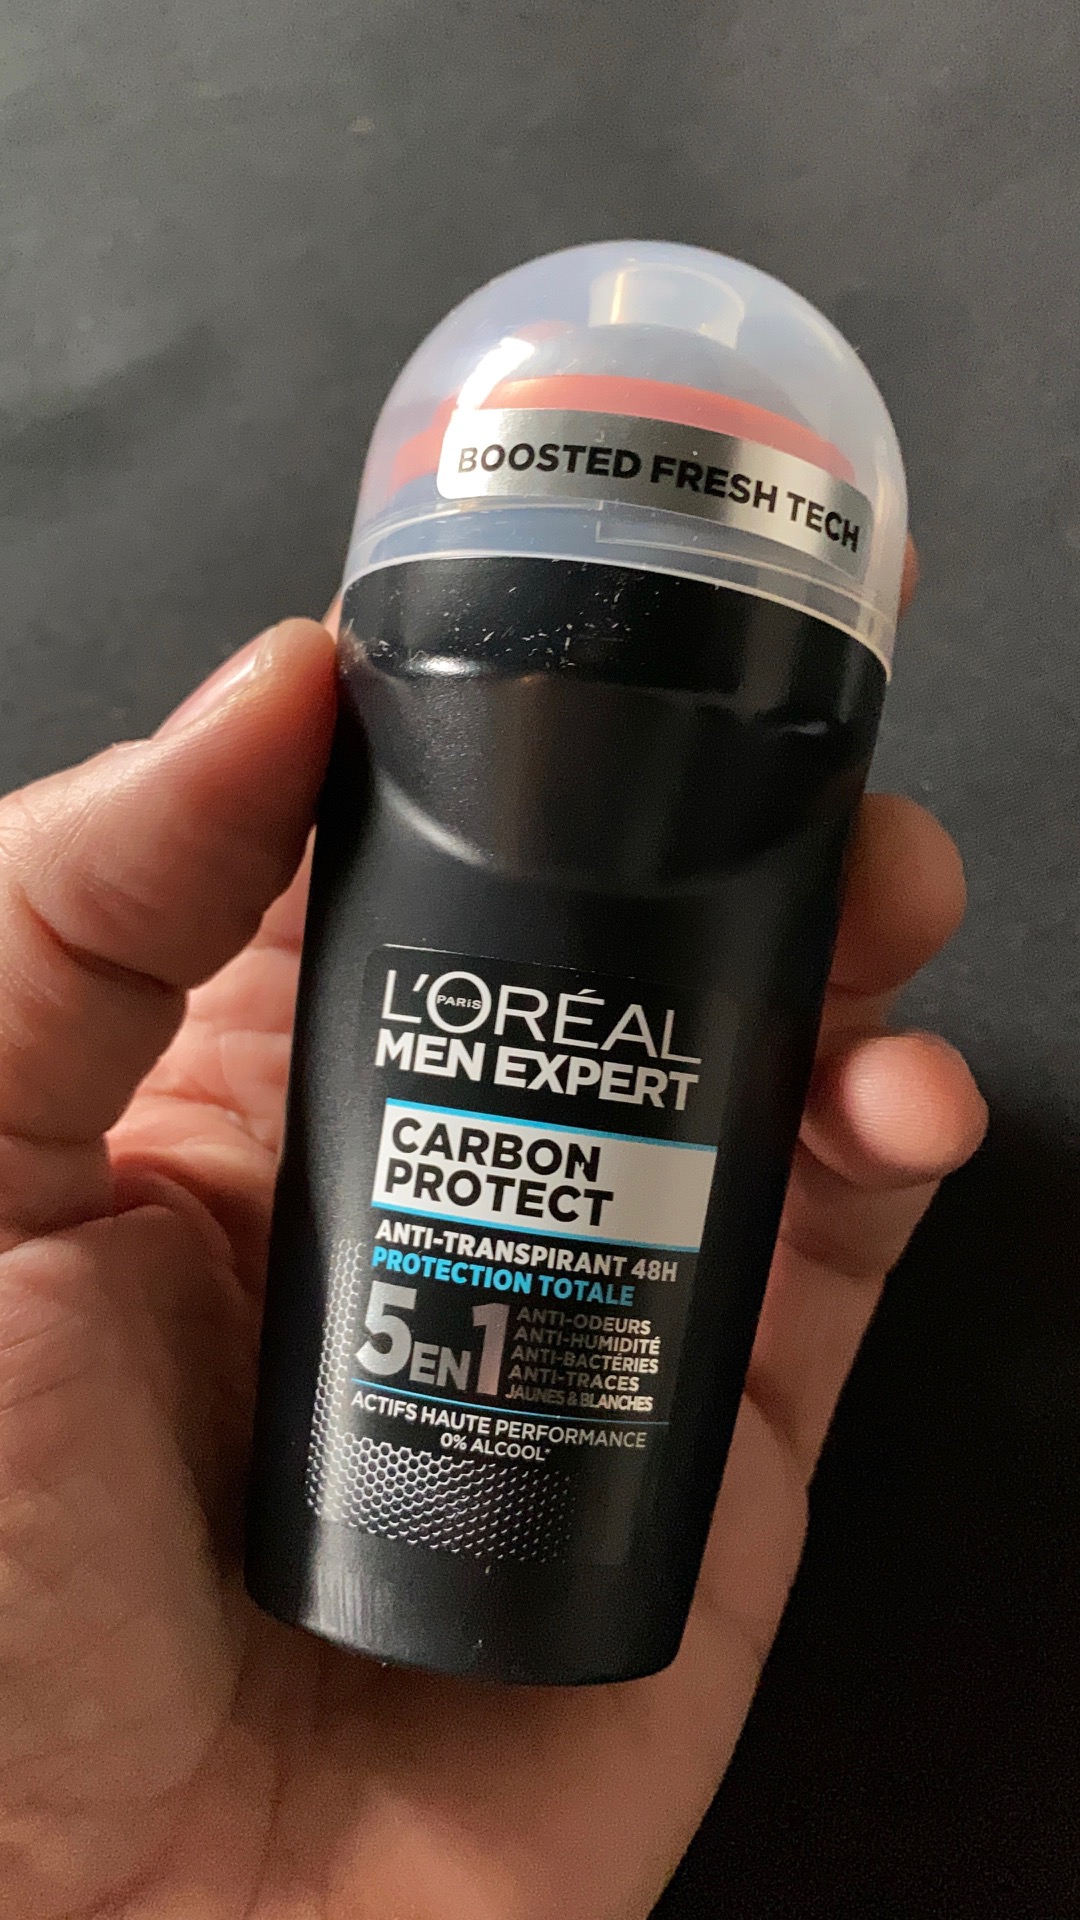 BOOSTED FRESH TECH
L'ORÉAL
PARIS
MEN EXPERT
CARBON
PROTECT
ANTI-TRANSPIRANT 48H
PROTECTION TOTALE
5EN1
ANTI-ODEURS
ANTI-HUMIDITÉ
ANTI-BACTÉRIES
ANTI-TRACES
JAUNES & BLANCHES
ACTIFS HAUTE PERFORMANCE
0% ALCOOL*